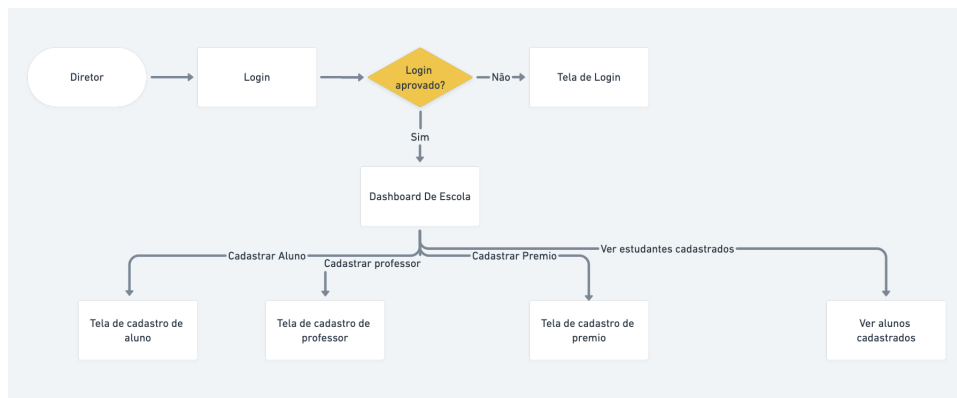 Diretor
Login
Login
aprovado?
Não
Tela de Login
Sim
Dashboard De Escola
Ver estudantes cadastrados
Cadastrar Aluno
Cadastrar Premio
Cadastrar professor
Tela de cadastro de
aluno
Tela de cadastro de
professor
Tela de cadastro de
premio
Ver alunos
cadastrados